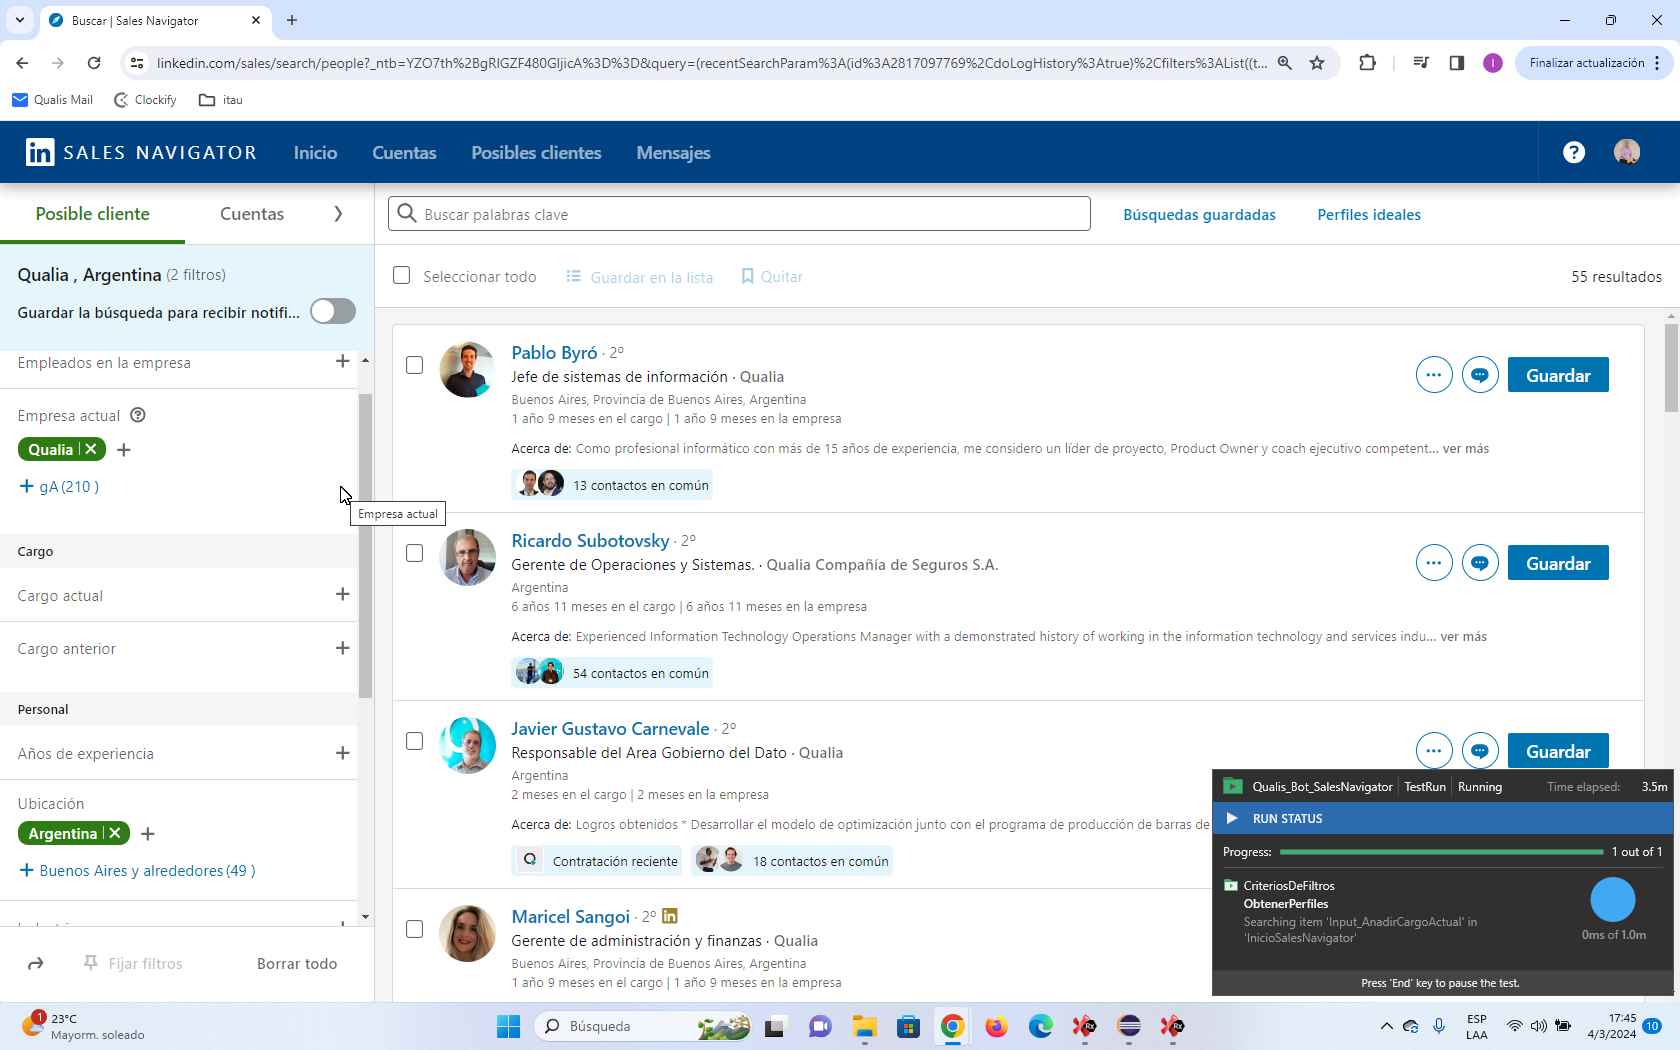 Buscar | Sales Navigator
linkedin.com/sales/search/people?_ntb=YZO7th%2BgRIGZF480GIjicA%3D%3D&query=(recentSearchParam%3A(id%3A2817097769%2CdoLogHistory%3Atrue)%2Cfilters%3AList((t...
Finalizar actualización
Qualis Mail
Clockify
itau
in SALES NAVIGATOR
Inicio
Cuentas
Posibles clientes
Mensajes
Posible cliente
Cuentas
Buscar palabras clave
Búsquedas guardadas
Perfiles ideales
Qualia , Argentina (2 filtros)
Guardar la búsqueda para recibir notifi...
Seleccionar todo
Guardar en la lista
Quitar
55 resultados
Empleados en la empresa
Empresa actual
Qualia
gA (210 )
Empresa actual
Cargo
Cargo actual
Cargo anterior
Personal
Años de experiencia
Ubicación
Argentina
Buenos Aires y alrededores (49 )
Fijar filtros
Borrar todo
Pablo Byró · 2º
Jefe de sistemas de información · Qualia
Buenos Aires, Provincia de Buenos Aires, Argentina
1 año 9 meses en el cargo | 1 año 9 meses en la empresa
Acerca de: Como profesional informático con más de 15 años de experiencia, me considero un líder de proyecto, Product Owner y coach ejecutivo competent... ver más
13 contactos en común
Guardar
Ricardo Subotovsky · 2º
Gerente de Operaciones y Sistemas. · Qualia Compañía de Seguros S.A.
Argentina
6 años 11 meses en el cargo | 6 años 11 meses en la empresa
Acerca de: Experienced Information Technology Operations Manager with a demonstrated history of working in the information technology and services indu... ver más
54 contactos en común
Guardar
Javier Gustavo Carnevale · 2º
Responsable del Area Gobierno del Dato · Qualia
Argentina
2 meses en el cargo | 2 meses en la empresa
Acerca de: Logros obtenidos * Desarrollar el modelo de optimización junto con el programa de producción de barras de
Contratación reciente
18 contactos en común
Guardar
Maricel Sangoi · 2º in
Gerente de administración y finanzas · Qualia
Buenos Aires, Provincia de Buenos Aires, Argentina
1 año 9 meses en el cargo | 1 año 9 meses en la empresa
Qualis_Bot_SalesNavigator
TestRun
Running
Time elapsed: 3.5m
RUN STATUS
Progress: 1 out of 1
CriteriosDeFiltros
ObtenerPerfiles
Searching item 'Input_AnadirCargoActual' in
'InicioSalesNavigator'
0ms of 1.0m
Press 'End' key to pause the test.
1
23°C
Mayorm. soleado
Búsqueda
ESP
LAA
17:45
4/3/2024
10